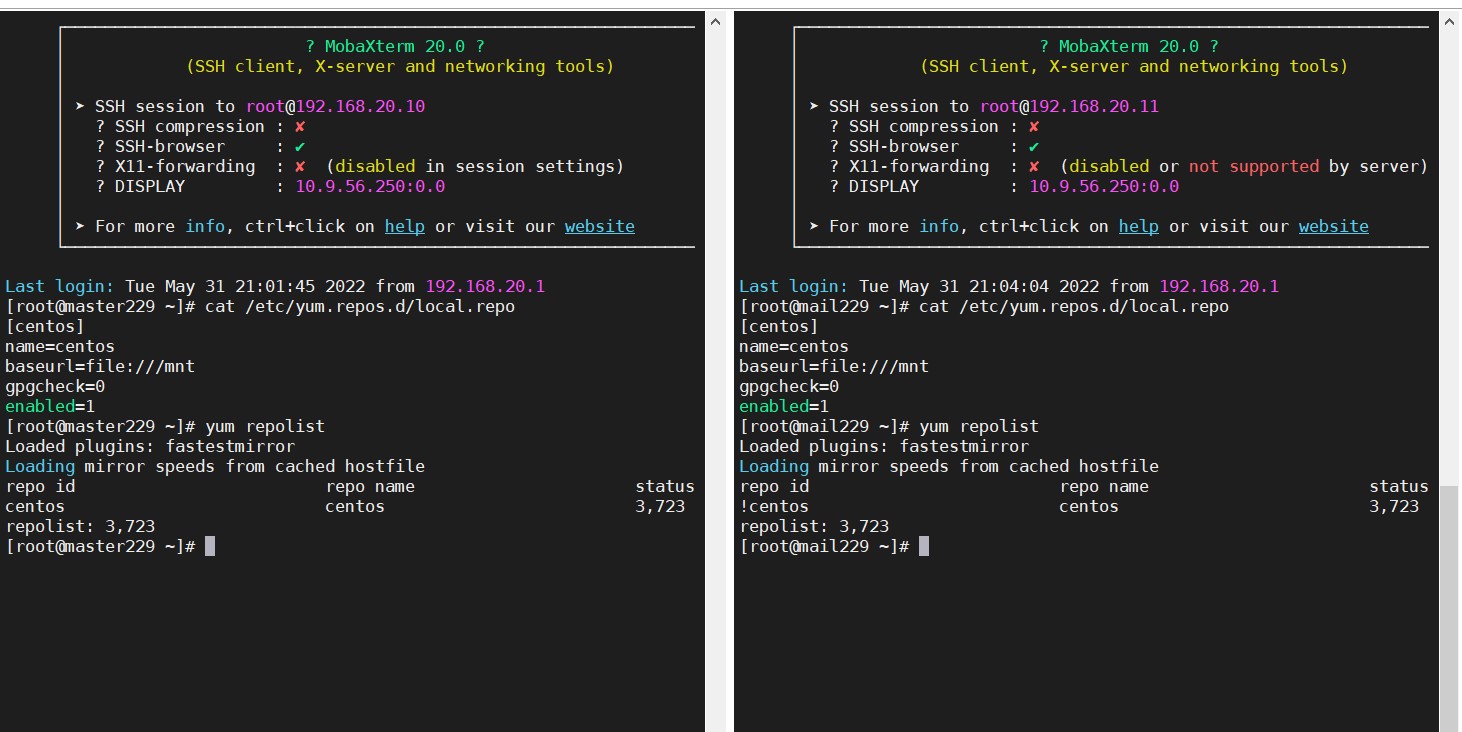 ? MobaXterm 20.0 ?
(SSH client, X-server and networking tools)
➤ SSH session to root@192.168.20.10
? SSH compression : ✘
? SSH-browser     : ✔
? X11-forwarding  : ✘  (disabled in session settings)
? DISPLAY         : 10.9.56.250:0.0
➤ For more info, ctrl+click on help or visit our website
Last login: Tue May 31 21:01:45 2022 from 192.168.20.1
[root@master229 ~]# cat /etc/yum.repos.d/local.repo
[centos]
name=centos
baseurl=file:///mnt
gpgcheck=0
enabled=1
[root@master229 ~]# yum repolist
Loaded plugins: fastestmirror
Loading mirror speeds from cached hostfile
repo id                         repo name                      status
centos                          centos                         3,723
repolist: 3,723
[root@master229 ~]#
? MobaXterm 20.0 ?
(SSH client, X-server and networking tools)
➤ SSH session to root@192.168.20.11
? SSH compression : ✘
? SSH-browser     : ✔
? X11-forwarding  : ✘  (disabled or not supported by server)
? DISPLAY         : 10.9.56.250:0.0
➤ For more info, ctrl+click on help or visit our website
Last login: Tue May 31 21:04:04 2022 from 192.168.20.1
[root@mail229 ~]# cat /etc/yum.repos.d/local.repo
[centos]
name=centos
baseurl=file:///mnt
gpgcheck=0
enabled=1
[root@mail229 ~]# yum repolist
Loaded plugins: fastestmirror
Loading mirror speeds from cached hostfile
repo id                         repo name                      status
!centos                         centos                         3,723
repolist: 3,723
[root@mail229 ~]#